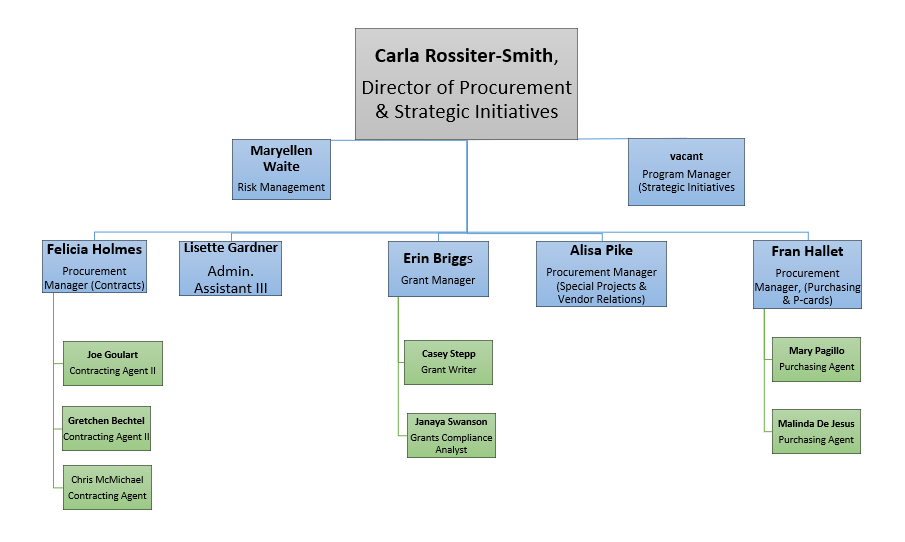 Carla Rossiter-Smith,
Director of Procurement
& Strategic Initiatives
Maryellen
Waite
Risk Management
vacant
Program Manager
(Strategic Initiatives
Felicia Holmes
Procurement
Manager (Contracts)
Lisette Gardner
Admin.
Assistant III
Erin Briggs
Grant Manager
Alisa Pike
Procurement Manager
(Special Projects &
Vendor Relations)
Fran Hallet
Procurement
Manager, (Purchasing
& P-cards)
Joe Goulart
Contracting Agent II
Gretchen Bechtel
Contracting Agent II
Chris McMichael
Contracting Agent
Casey Stepp
Grant Writer
Janaya Swanson
Grants Compliance
Analyst
Mary Pagillo
Purchasing Agent
Malinda De Jesus
Purchasing Agent